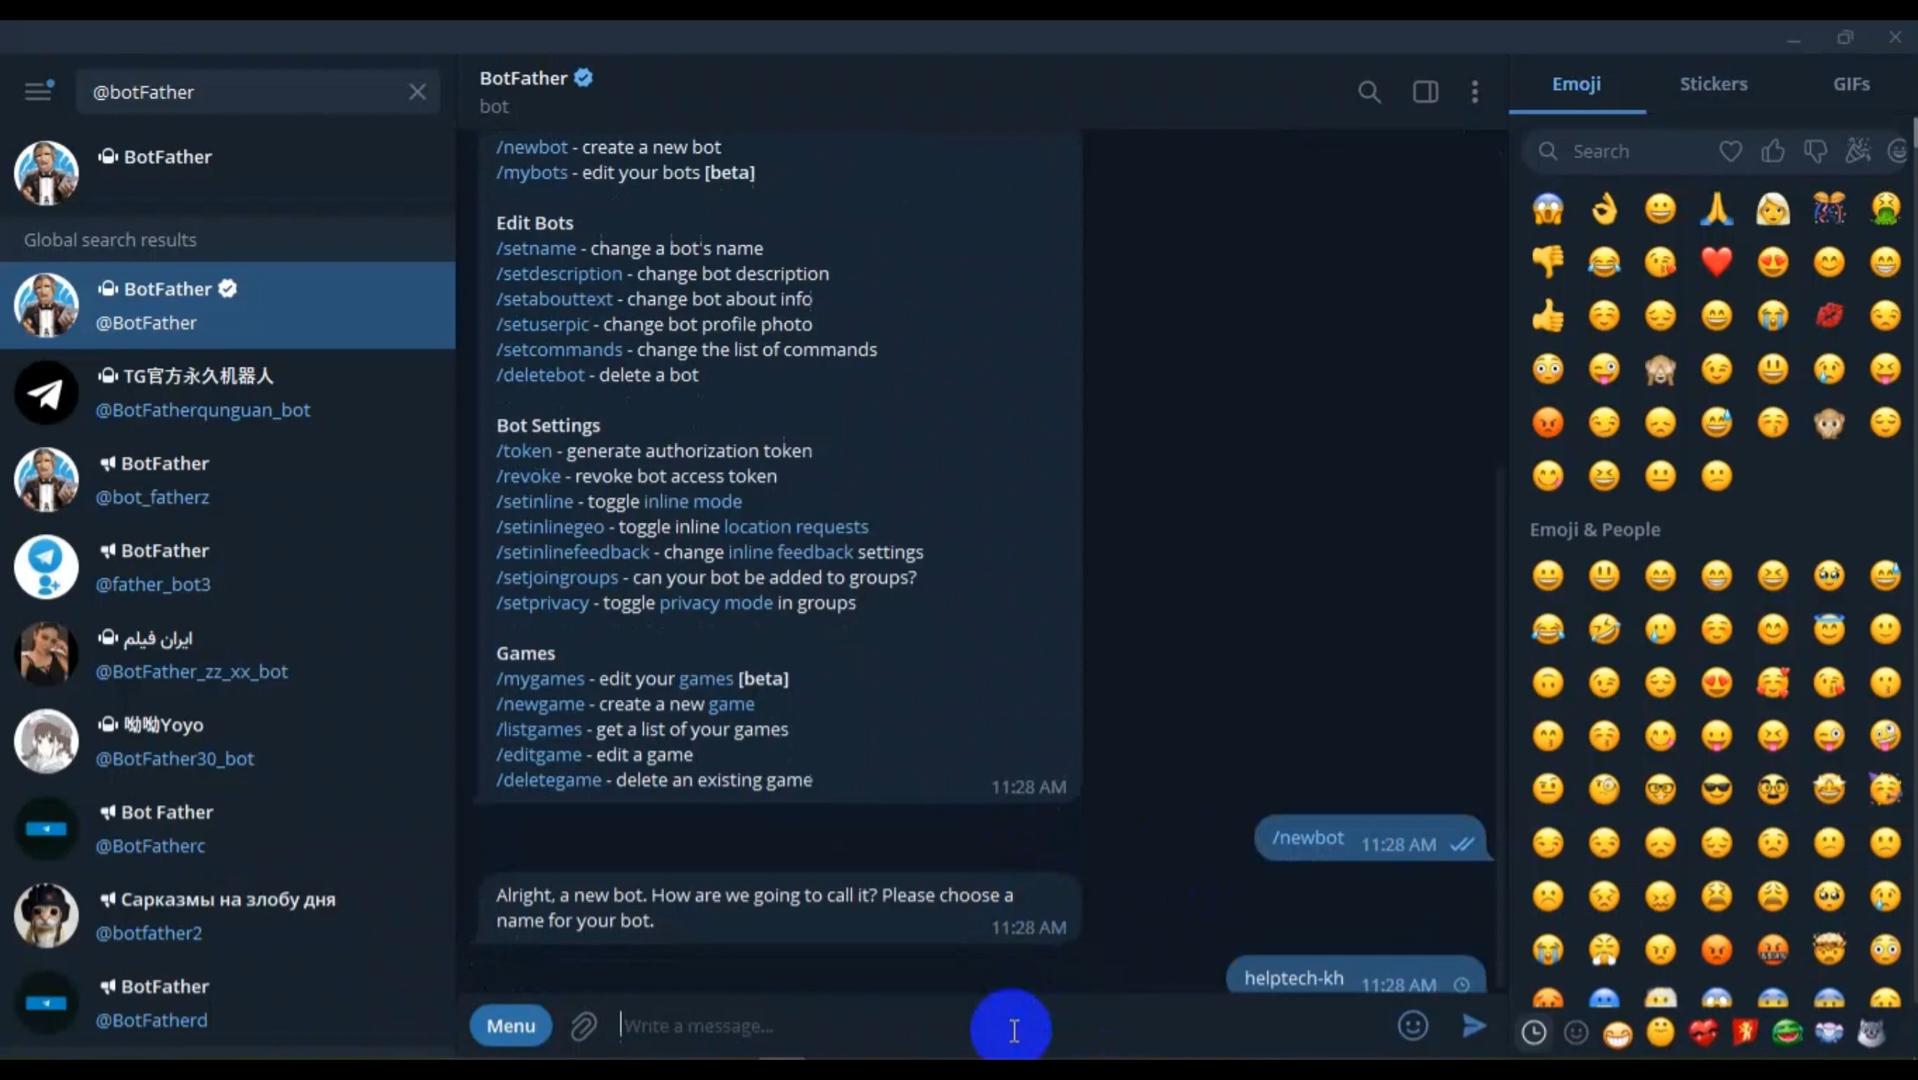 @botFather
BotFather
Global search results
BotFather
@BotFather
TG官方永久机器人
@BotFatherqunguan_bot
BotFather
@bot_fatherz
BotFather
@father_bot3
ایران فیلم
@BotFather_zz_xx_bot
呦呦Yoyo
@BotFather30_bot
Bot Father
@BotFatherc
Сарказмы на злобу дня
@botfather2
BotFather
@BotFatherd
BotFather
bot
/newbot - create a new bot
/mybots - edit your bots [beta]
Edit Bots
/setname - change a bot's name
/setdescription - change bot description
/setabouttext - change bot about info
/setuserpic - change bot profile photo
/setcommands - change the list of commands
/deletebot - delete a bot
Bot Settings
/token - generate authorization token
/revoke - revoke bot access token
/setinline - toggle inline mode
/setinlinegeo - toggle inline location requests
/setinlinefeedback - change inline feedback settings
/setjoingroups - can your bot be added to groups?
/setprivacy - toggle privacy mode in groups
Games
/mygames - edit your games [beta]
/newgame - create a new game
/listgames - get a list of your games
/editgame - edit a game
/deletegame - delete an existing game
11:28 AM
/newbot 11:28 AM
Alright, a new bot. How are we going to call it? Please choose a
name for your bot.
11:28 AM
helptech-kh 11:28 AM
Menu
Write a message...
Emoji
Stickers
GIFs
Search
Emoji & People